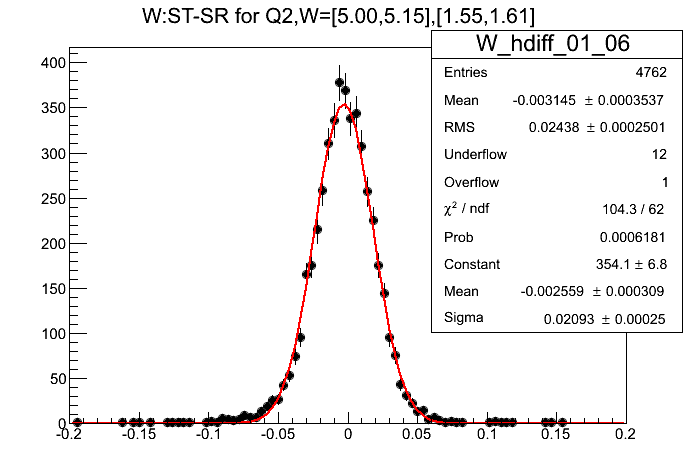 W:ST-SR for Q2,W=[5.00,5.15],[1.55,1.61]
W_hdiff_01_06
Entries 4762
Mean -0.003145 ± 0.0003537
RMS 0.02438 ± 0.0002501
Underflow 12
Overflow 1
χ² / ndf 104.3 / 62
Prob 0.0006181
Constant 354.1 ± 6.8
Mean -0.002559 ± 0.000309
Sigma 0.02093 ± 0.00025
400
350
300
250
200
150
100
50
0
-0.2 -0.15 -0.1 -0.05 0 0.05 0.1 0.15 0.2